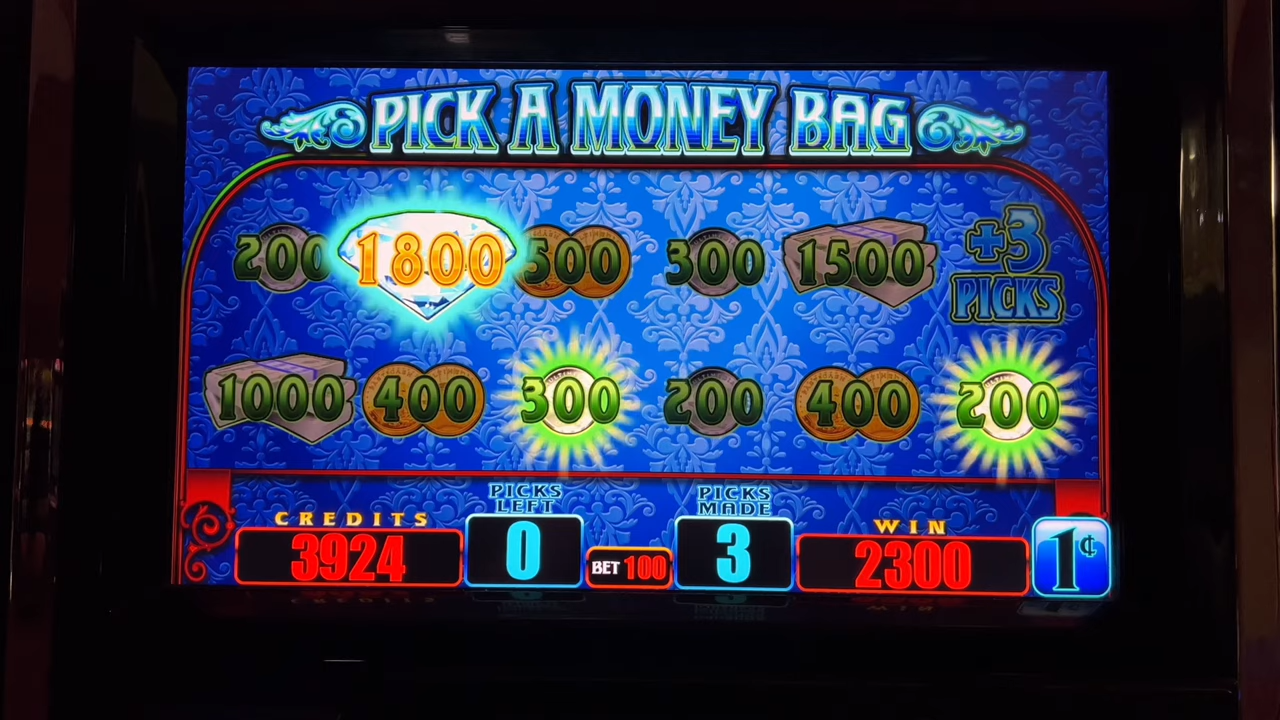 PICK A MONEY BAG
200 1800 500 300 1500 +3 PICKS
1000 400 300 200 400 200
CREDITS
3924
PICKS LEFT
0
BET 100
PICKS MADE
3
WIN
2300
1¢